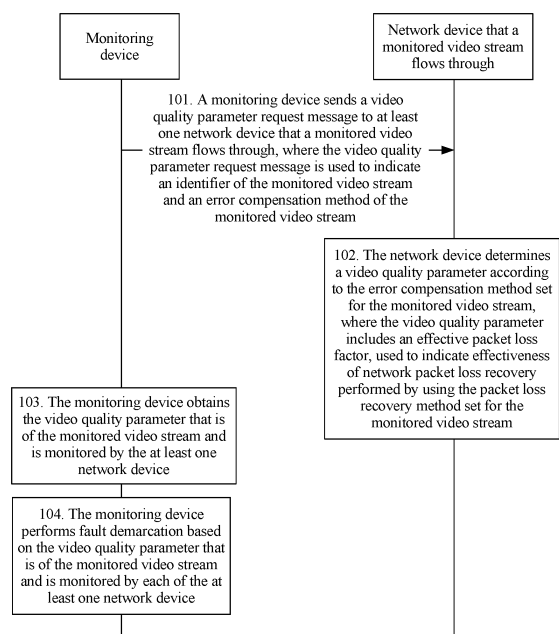 Monitoring
device
Network device that a
monitored video stream
flows through
101. A monitoring device sends a video
quality parameter request message to at least
one network device that a monitored video
stream flows through, where the video quality
parameter request message is used to indicate
an identifier of the monitored video stream
and an error compensation method of the
monitored video stream
102. The network device determines
a video quality parameter according
to the error compensation method set
for the monitored video stream,
where the video quality parameter
includes an effective packet loss
factor, used to indicate effectiveness
of network packet loss recovery
performed by using the packet loss
recovery method set for the
monitored video stream
103. The monitoring device obtains
the video quality parameter that is
of the monitored video stream and
is monitored by the at least one
network device
104. The monitoring device
performs fault demarcation based
on the video quality parameter that
is of the monitored video stream
and is monitored by each of the at
least one network device